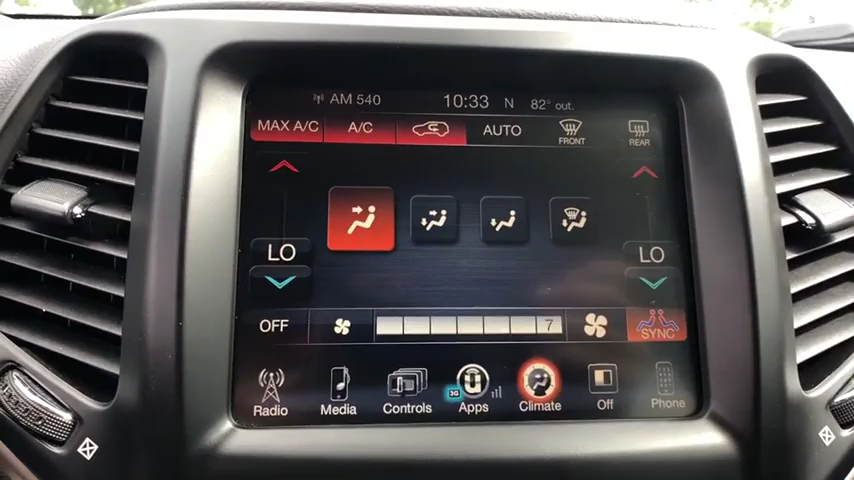 AM 540 10:33 N 82° out.
MAX A/C A/C AUTO FRONT REAR
LO LO
OFF 7 SYNC
3G
Radio Media Controls Apps Climate Off Phone